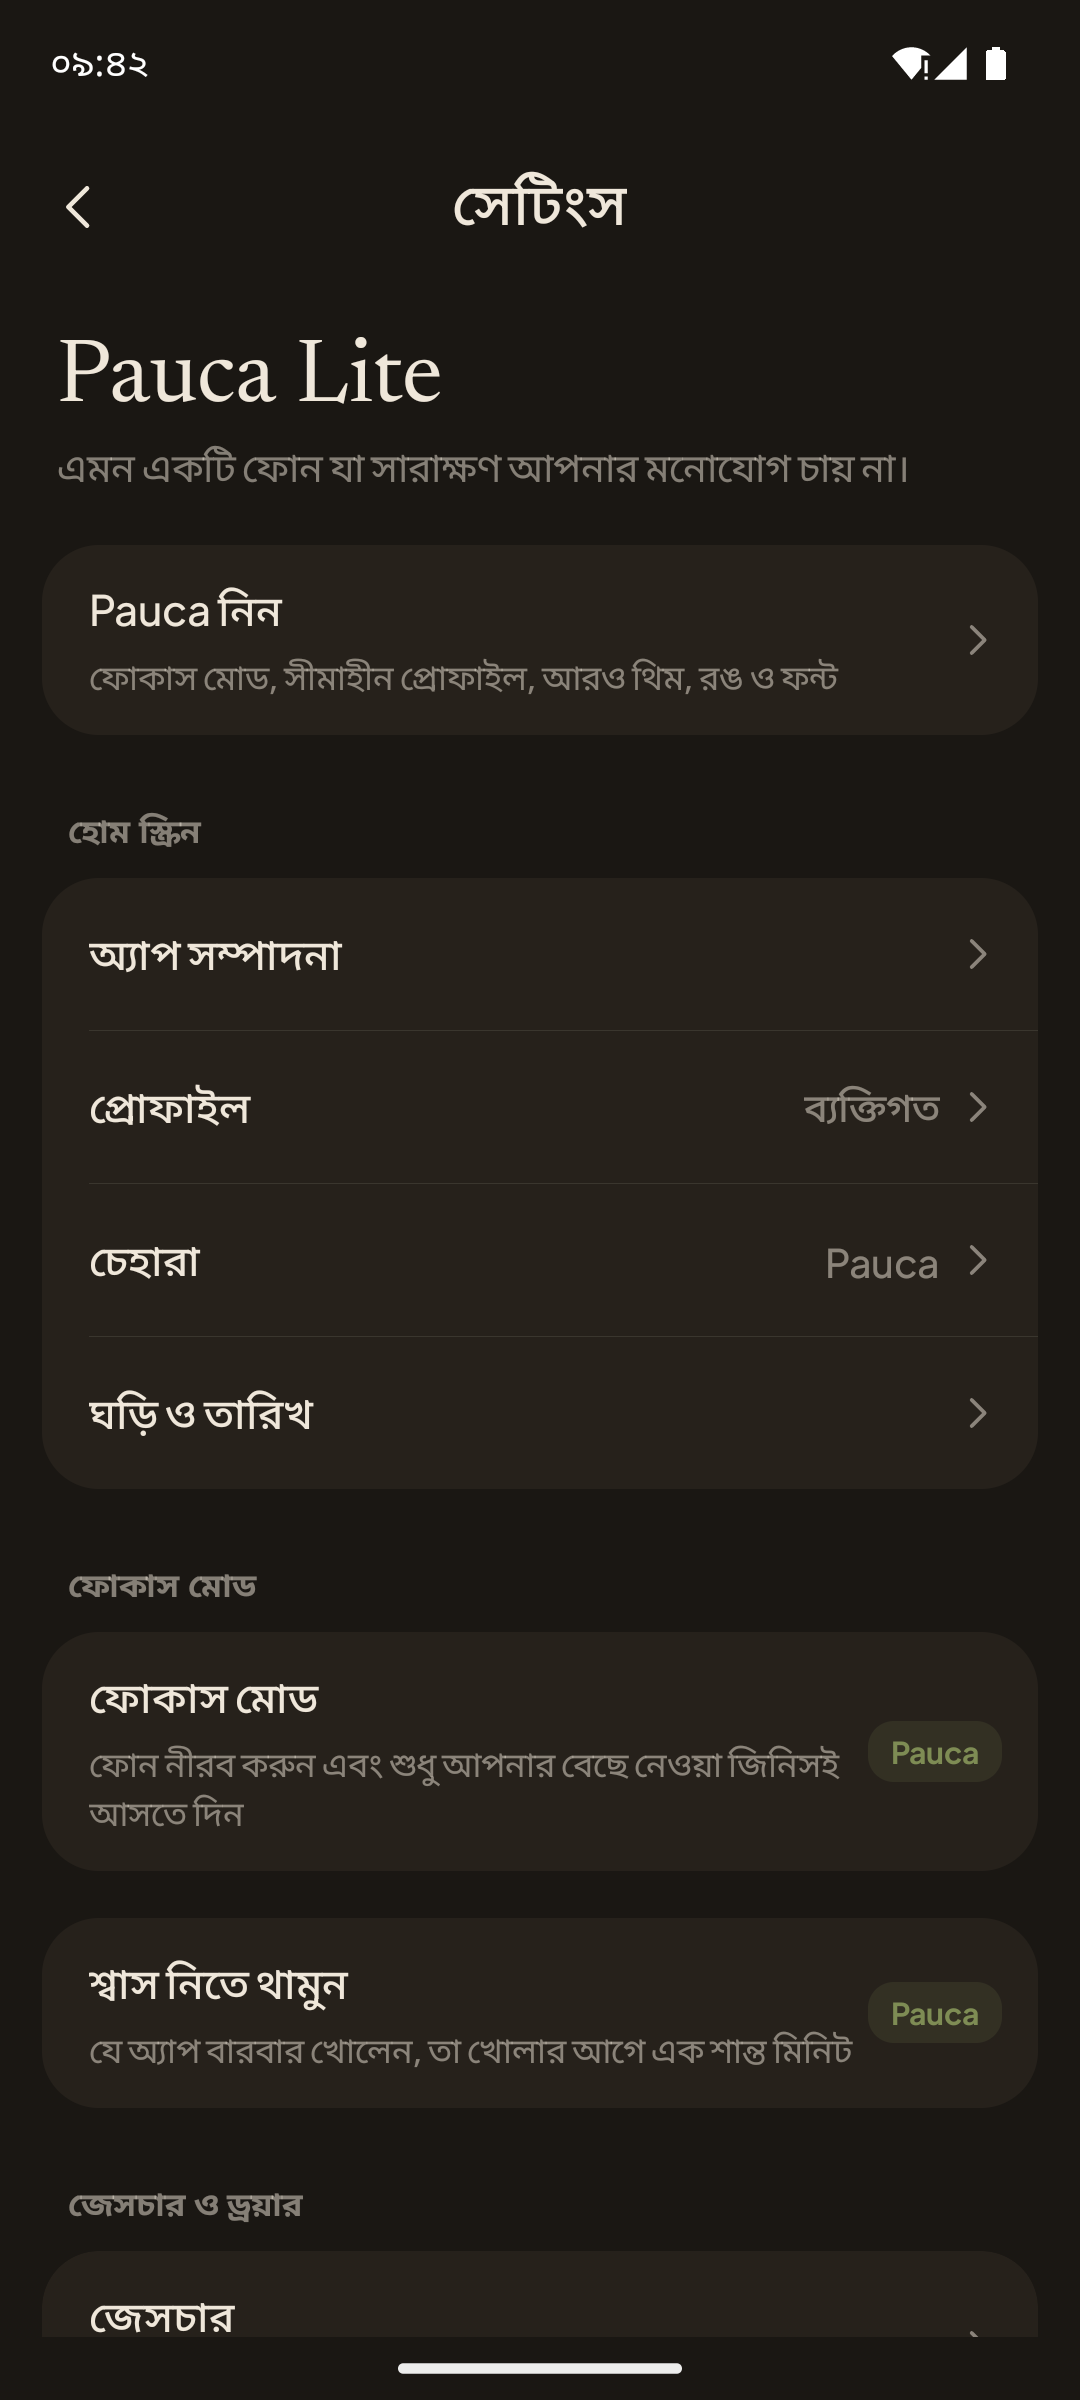 ০৯:৪২
সেটিংস
Pauca Lite
এমন একটি ফোন যা সারাক্ষণ আপনার মনোযোগ চায় না।
Pauca নিন
ফোকাস মোড, সীমাহীন প্রোফাইল, আরও থিম, রঙ ও ফন্ট
হোম স্ক্রিন
অ্যাপ সম্পাদনা
প্রোফাইল ব্যক্তিগত
চেহারা Pauca
ঘড়ি ও তারিখ
ফোকাস মোড
ফোকাস মোড
ফোন নীরব করুন এবং শুধু আপনার বেছে নেওয়া জিনিসই
আসতে দিন
Pauca
শ্বাস নিতে থামুন
যে অ্যাপ বারবার খোলেন, তা খোলার আগে এক শান্ত মিনিট
Pauca
জেসচার ও ড্রয়ার
জেসচার